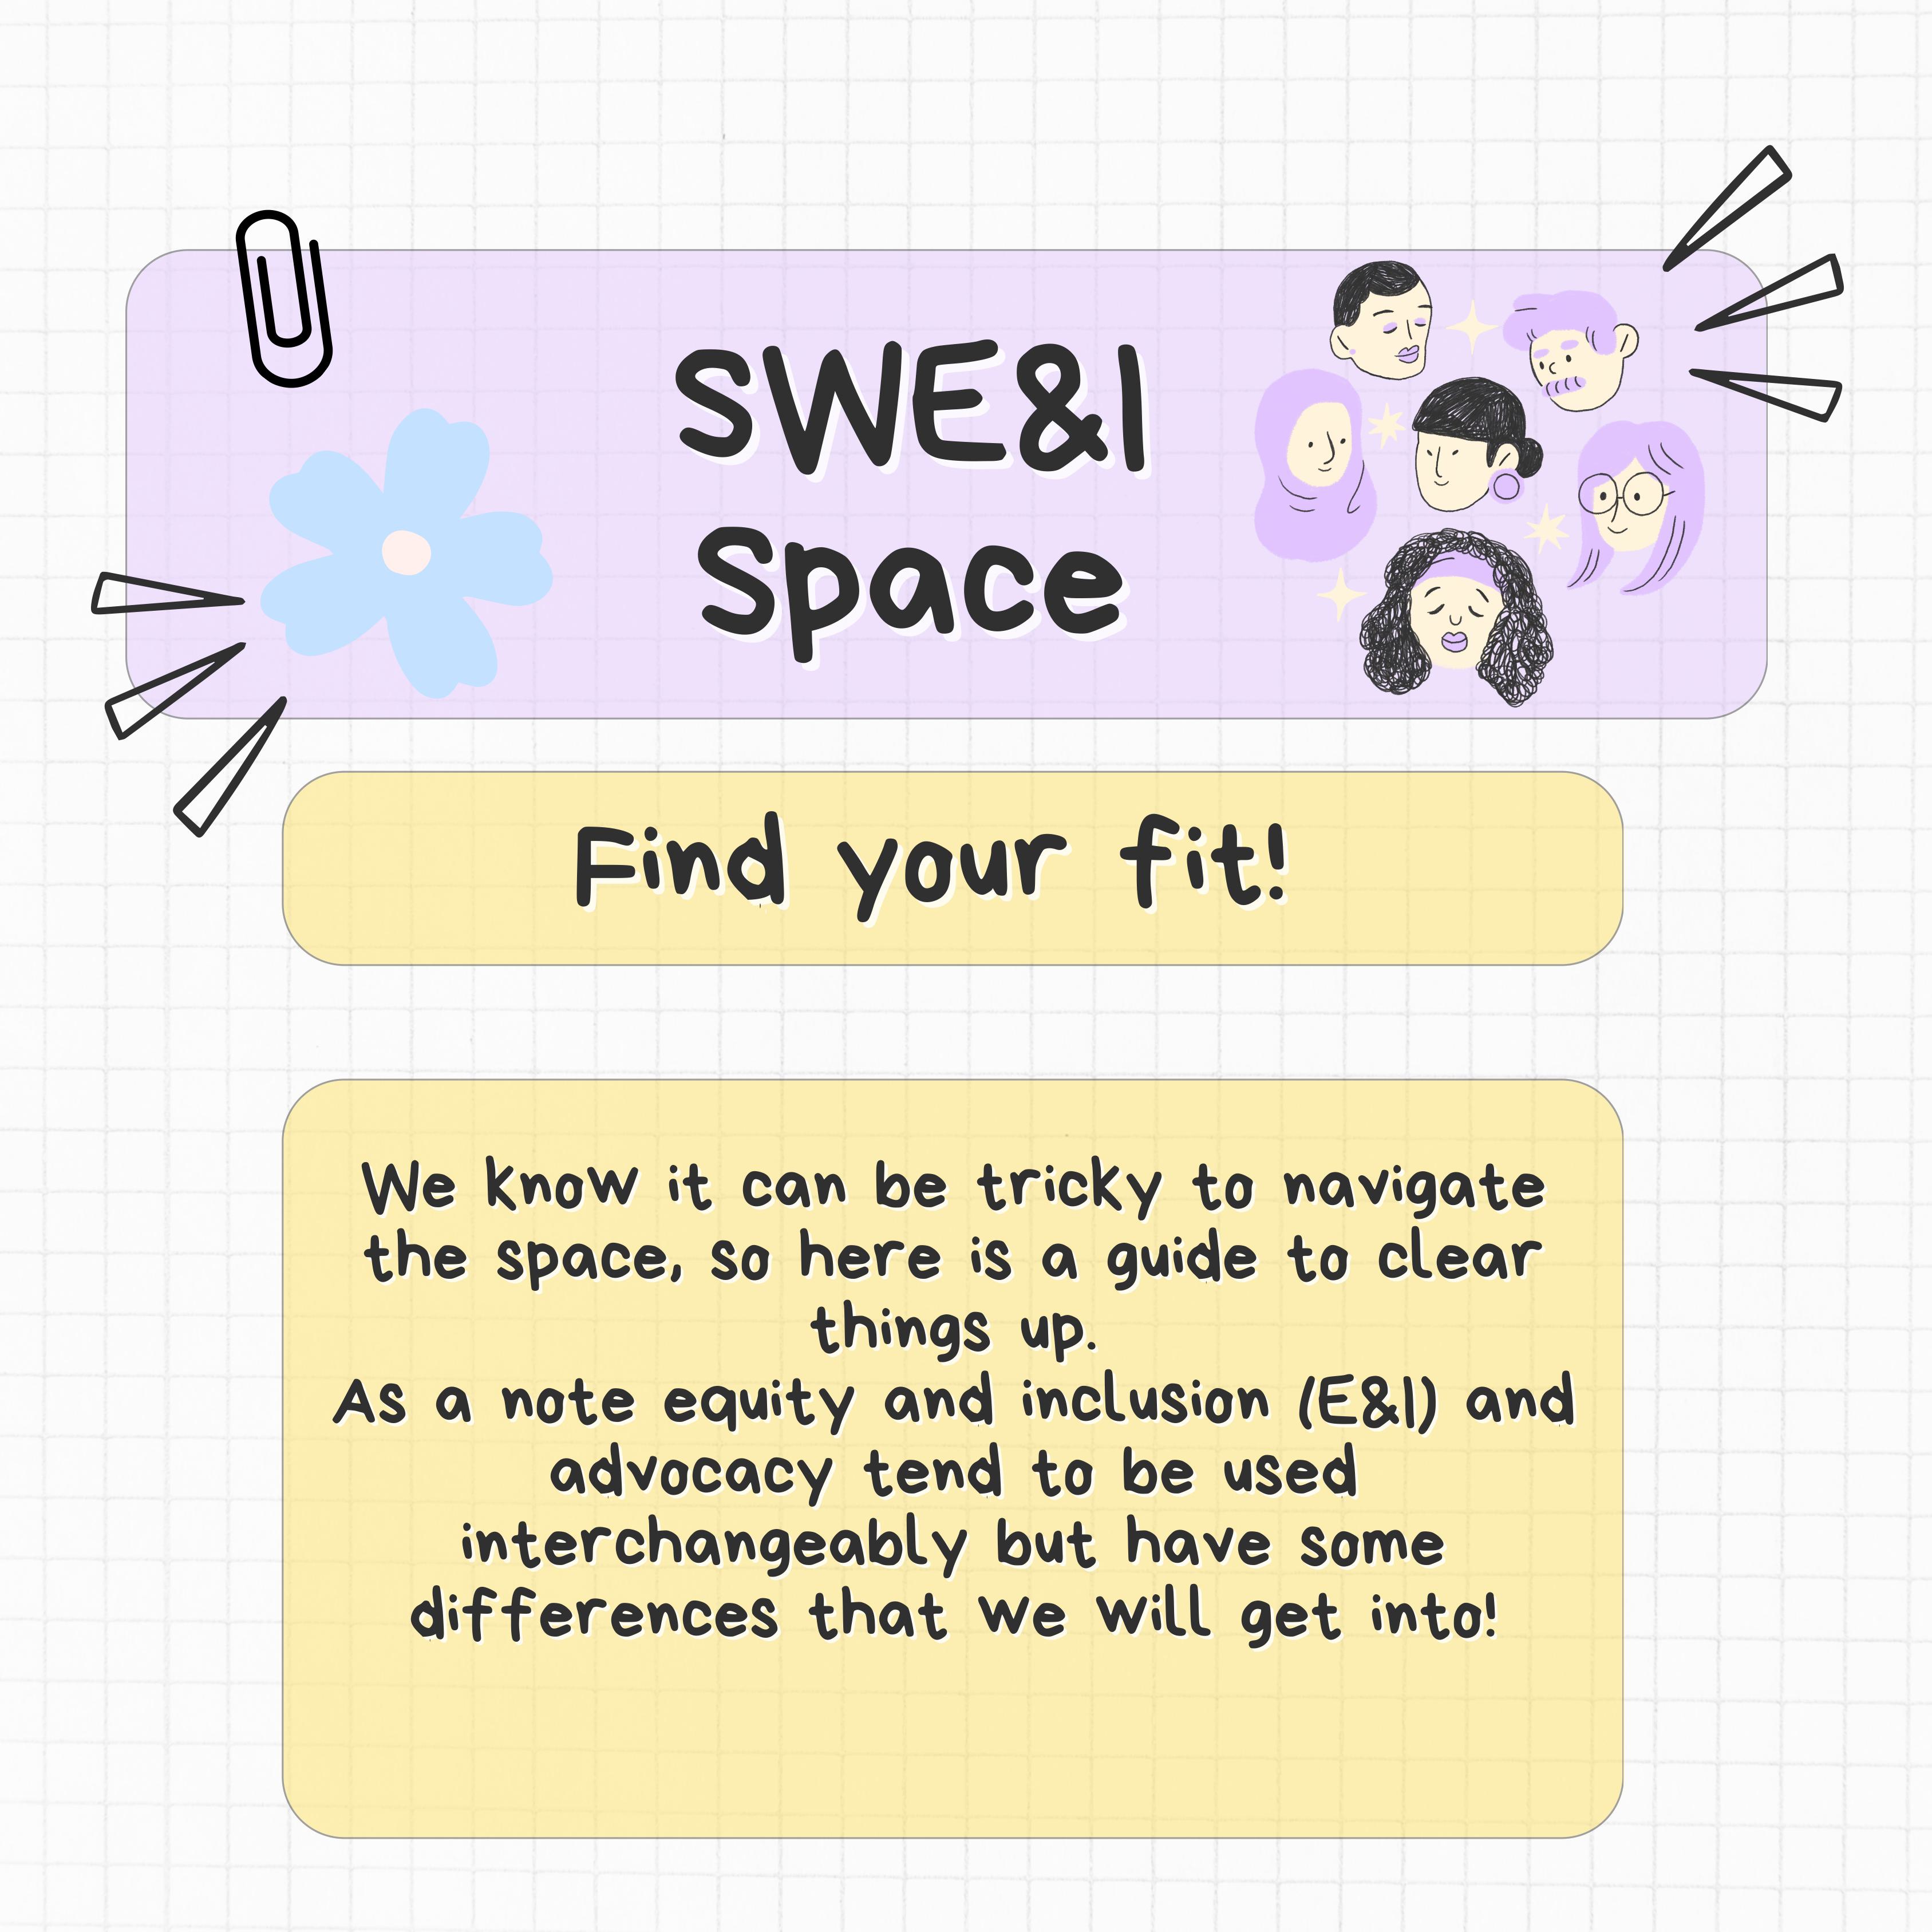 SWE&I
Space
Find your fit!
We know it can be tricky to navigate
the space, so here is a guide to clear
things up.
As a note equity and inclusion (E&I) and
advocacy tend to be used
interchangeably but have some
differences that we will get into!